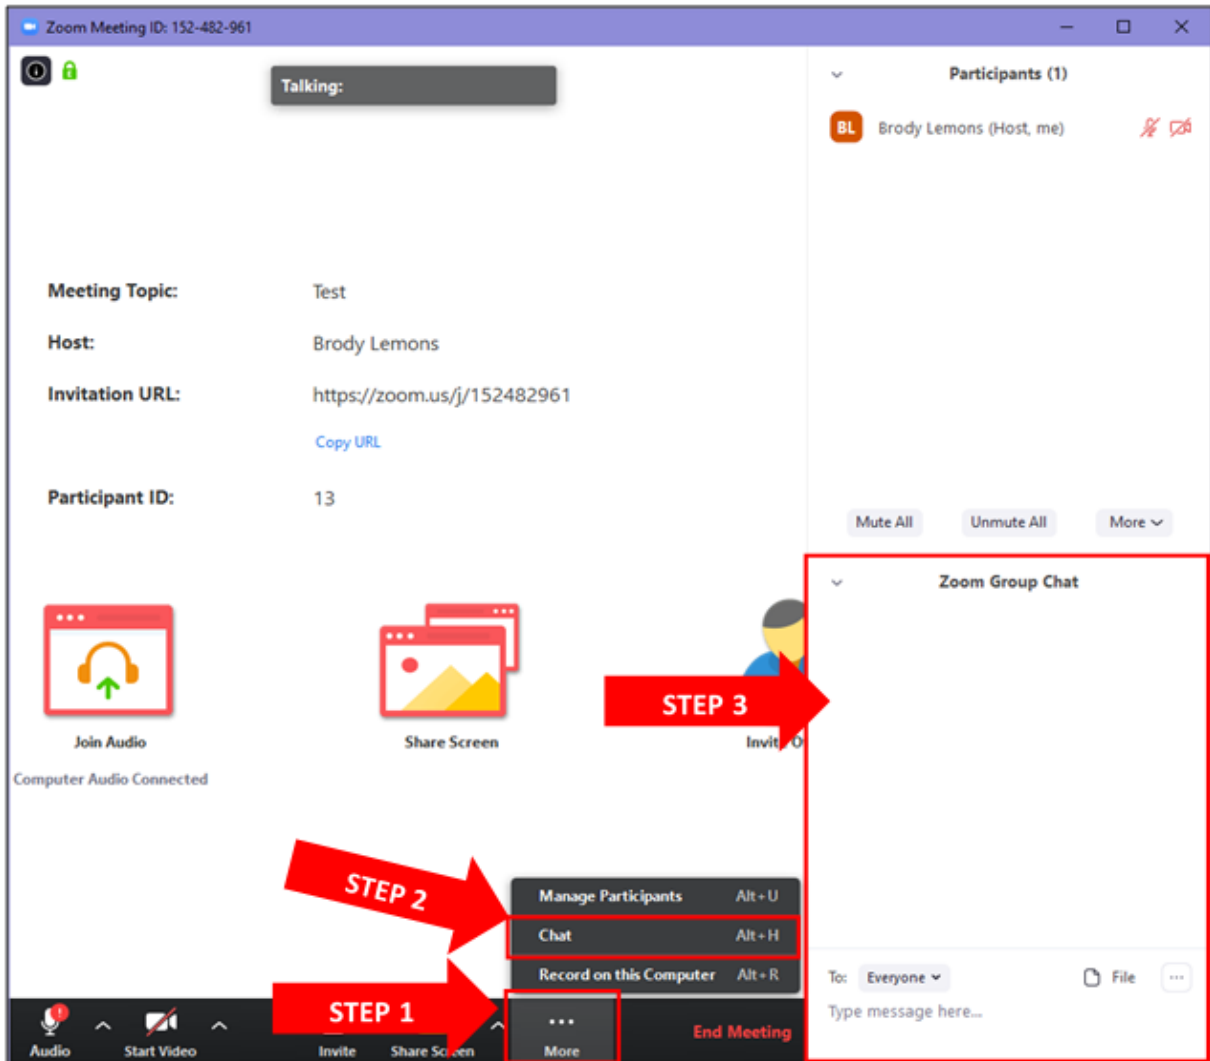 Zoom Meeting ID: 152-482-961
Talking:
Participants (1)
BL Brody Lemons (Host, me)
Meeting Topic: Test
Host: Brody Lemons
Invitation URL: https://zoom.us/j/152482961
Copy URL
Participant ID: 13
Mute All Unmute All More
Zoom Group Chat
STEP 3
Join Audio Share Screen Invite O
Computer Audio Connected
STEP 2
Manage Participants Alt+U
Chat Alt+H
Record on this Computer Alt+R
To: Everyone File ...
Type message here...
STEP 1
Audio Start Video Invite Share Screen More End Meeting